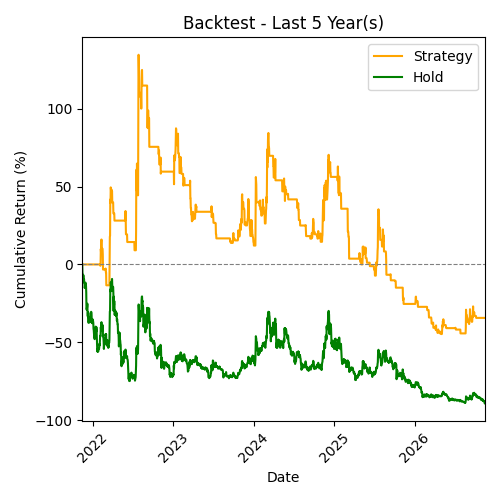 Backtest - Last 5 Year(s)
Strategy
Hold
Cumulative Return (%)
100
50
0
−50
−100
2022
2023
2024
2025
2026
Date